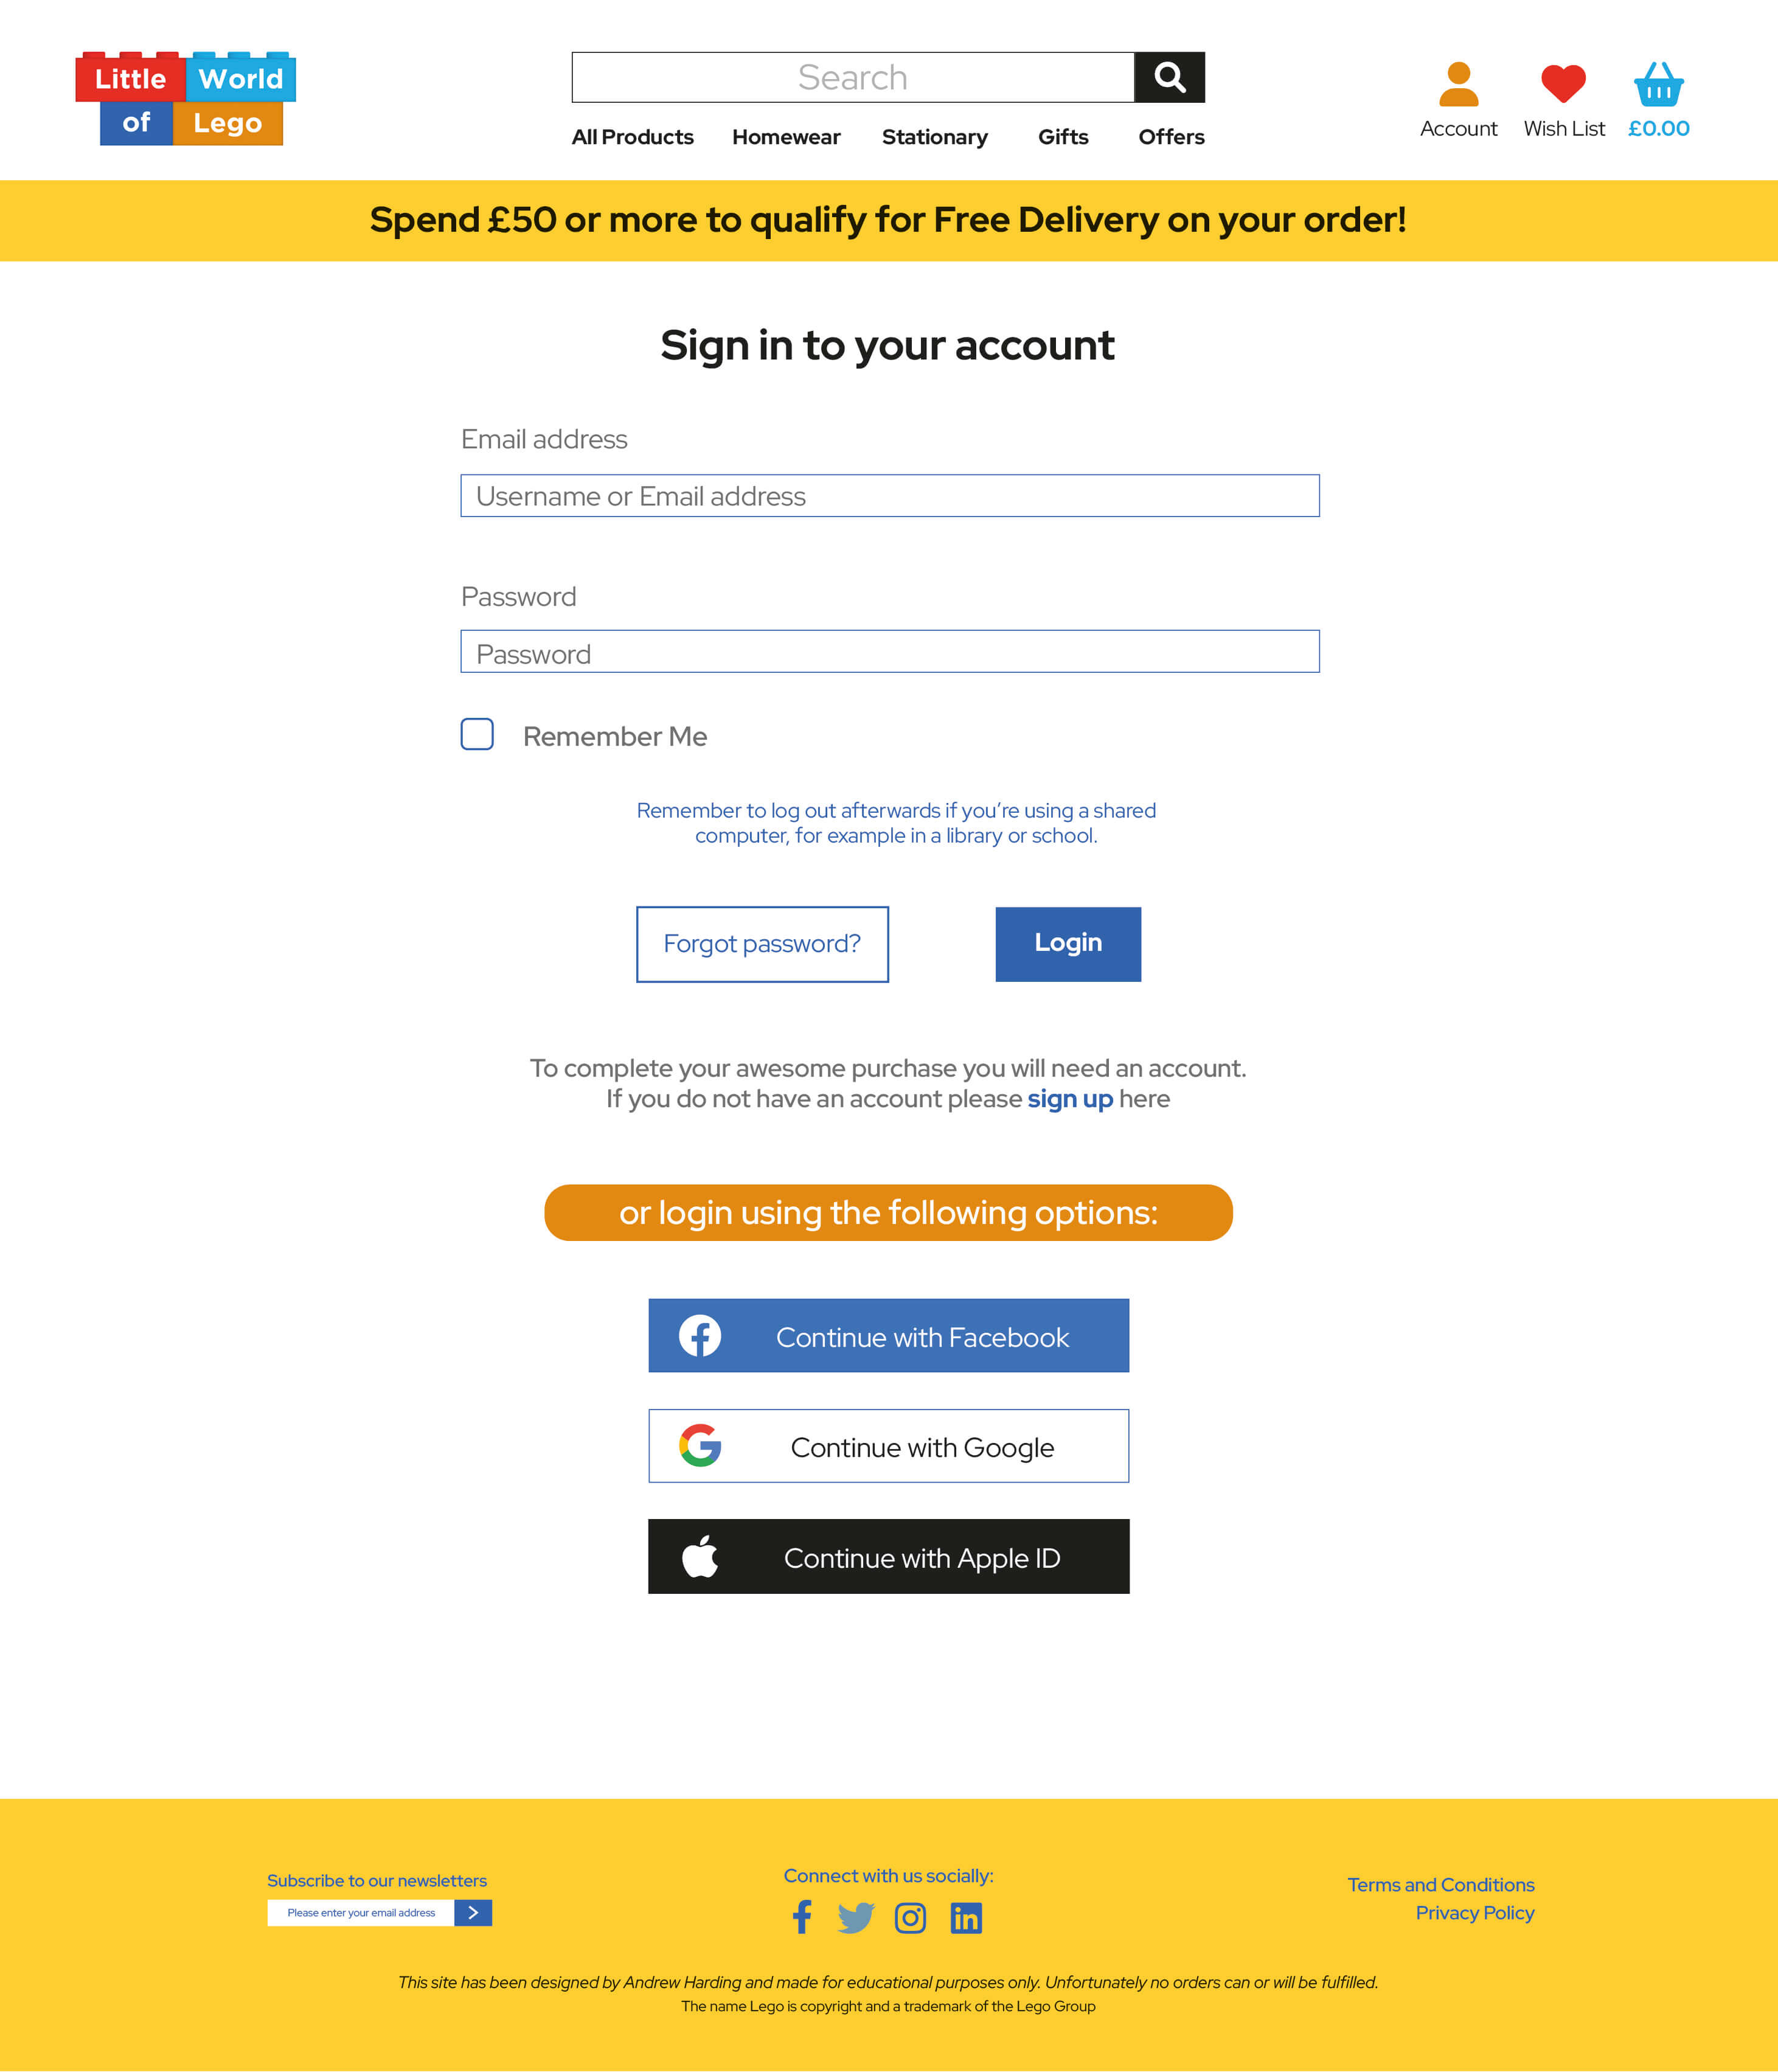 Little World
of Lego
Search
All Products Homewear Stationary Gifts Offers
Account Wish List £0.00
Spend £50 or more to qualify for Free Delivery on your order!
Sign in to your account
Email address
Username or Email address
Password
Password
Remember Me
Remember to log out afterwards if you're using a shared
computer, for example in a library or school.
Forgot password? Login
To complete your awesome purchase you will need an account.
If you do not have an account please sign up here
or login using the following options:
Continue with Facebook
Continue with Google
Continue with Apple ID
Subscribe to our newsletters
Please enter your email address
Connect with us socially:
Terms and Conditions
Privacy Policy
This site has been designed by Andrew Harding and made for educational purposes only. Unfortunately no orders can or will be fulfilled.
The name Lego is copyright and a trademark of the Lego Group